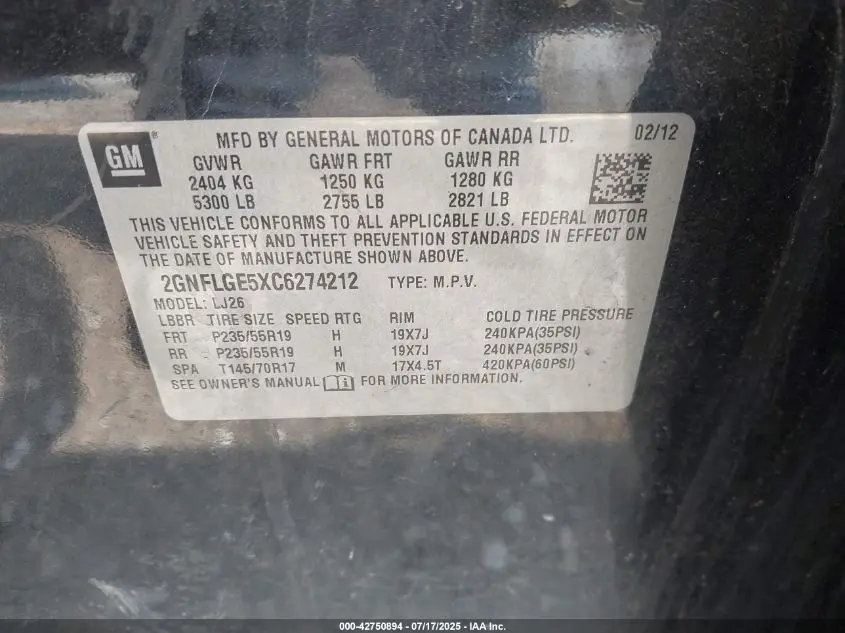 GM
MFD BY GENERAL MOTORS OF CANADA LTD. 02/12
GVWR GAWR FRT GAWR RR
2404 KG 1250 KG 1280 KG
5300 LB 2755 LB 2821 LB
THIS VEHICLE CONFORMS TO ALL APPLICABLE U.S. FEDERAL MOTOR
VEHICLE SAFETY AND THEFT PREVENTION STANDARDS IN EFFECT ON
THE DATE OF MANUFACTURE SHOWN ABOVE.
2GNFLGE5XC6274212 TYPE: M.P.V.
MODEL: LJ26
LBBR TIRE SIZE SPEED RTG RIM COLD TIRE PRESSURE
FRT P235/55R19 H 19X7J 240KPA(35PSI)
RR P235/55R19 H 19X7J 240KPA(35PSI)
SPA T145/70R17 M 17X4.5T 420KPA(60PSI)
SEE OWNER'S MANUAL FOR MORE INFORMATION.
000-42750894 - 07/17/2025 - IAA Inc.